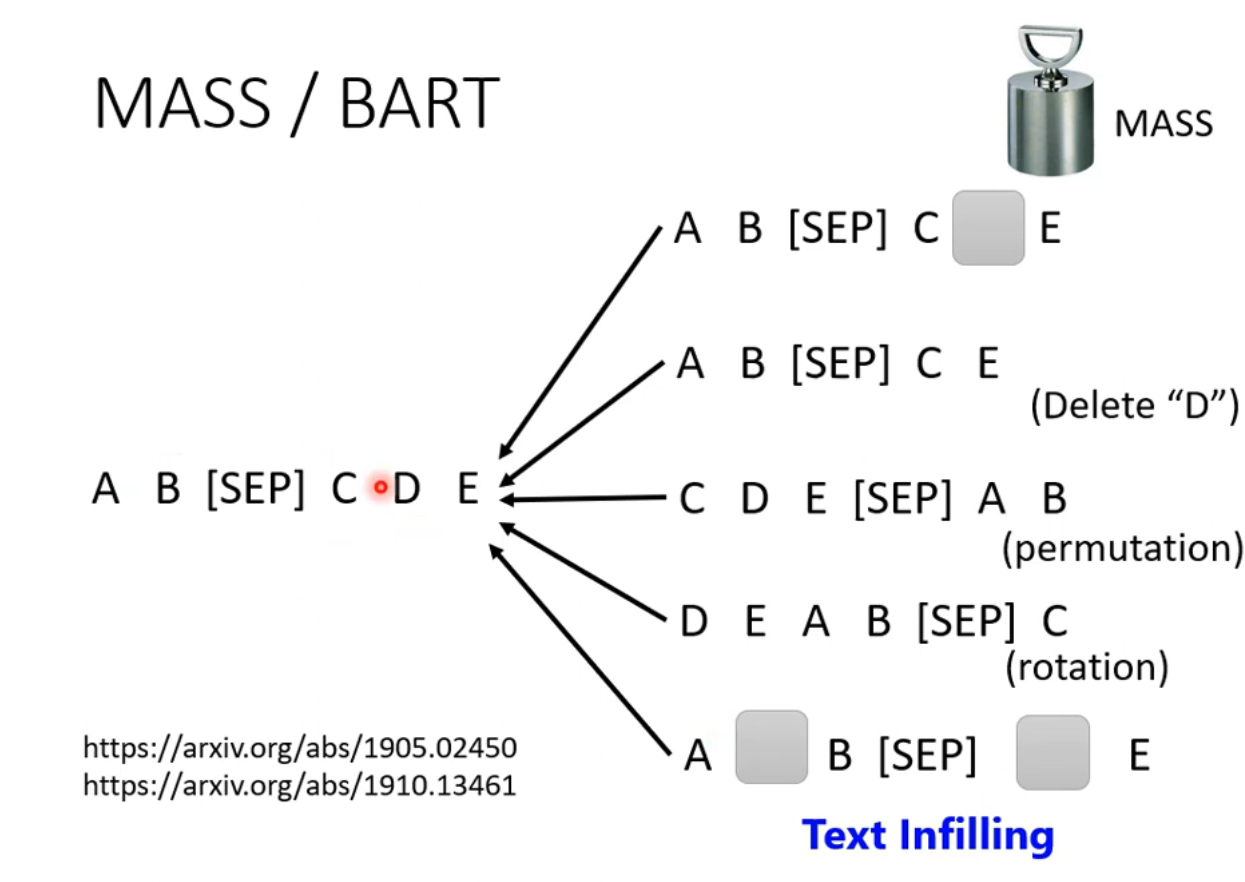 MASS / BART
MASS
A B [SEP] C E
A B [SEP] C E
(Delete “D”)
A B [SEP] C D E
C D E [SEP] A B
(permutation)
D E A B [SEP] C
(rotation)
A B [SEP] E
Text Infilling
https://arxiv.org/abs/1905.02450
https://arxiv.org/abs/1910.13461